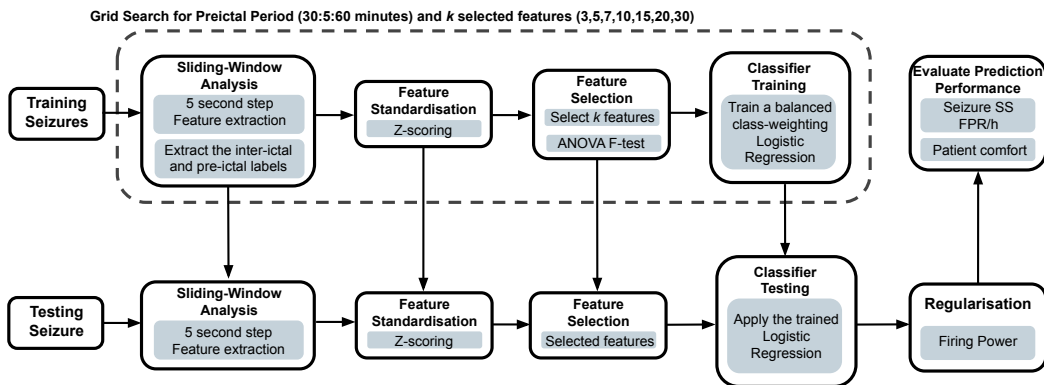 Grid Search for Preictal Period (30:5:60 minutes) and k selected features (3,5,7,10,15,20,30)
Training
Seizures
Sliding-Window
Analysis
5 second step
Feature extraction
Extract the inter-ictal
and pre-ictal labels
Feature
Standardisation
Z-scoring
Feature
Selection
Select k features
ANOVA F-test
Classifier
Training
Train a balanced
class-weighting
Logistic
Regression
Evaluate Prediction
Performance
Seizure SS
FPR/h
Patient comfort
Testing
Seizure
Sliding-Window
Analysis
5 second step
Feature extraction
Feature
Standardisation
Z-scoring
Feature
Selection
Selected features
Classifier
Testing
Apply the trained
Logistic
Regression
Regularisation
Firing Power